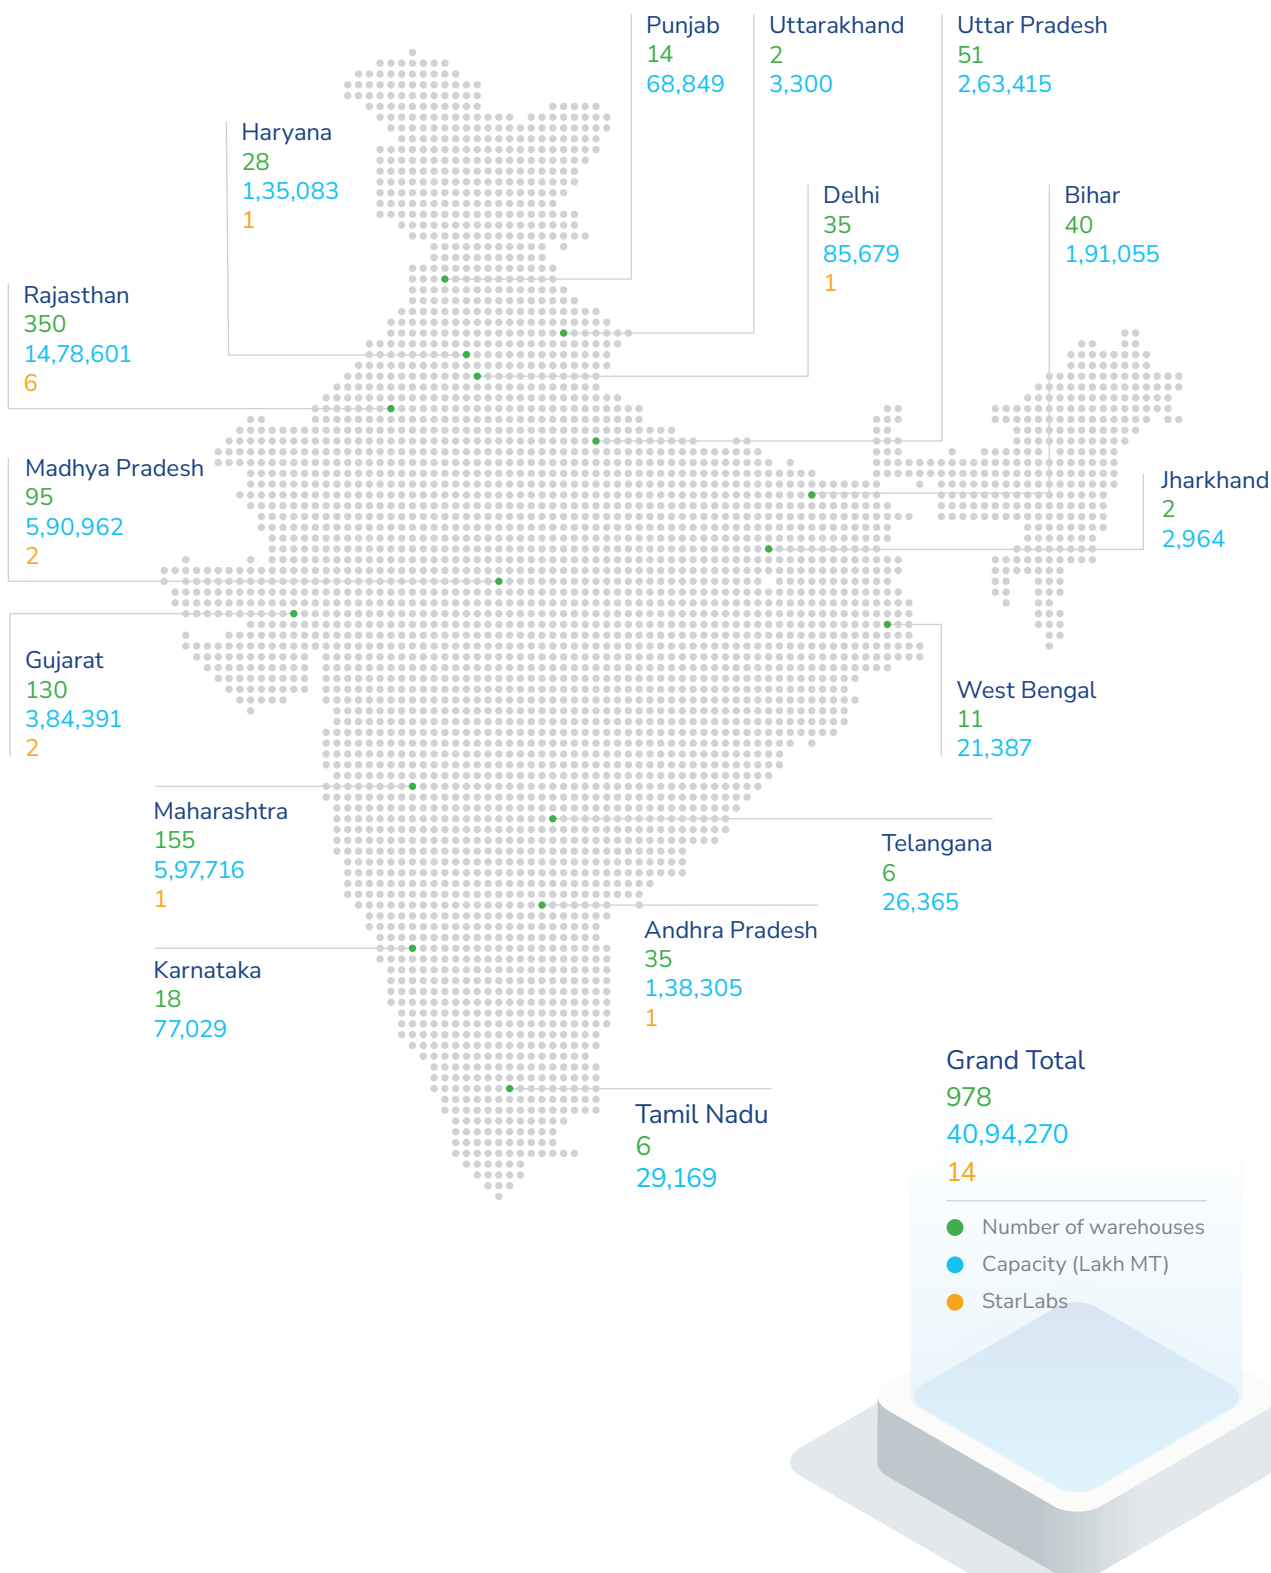 Punjab
14
68,849
Uttarakhand
2
3,300
Uttar Pradesh
51
2,63,415
Haryana
28
1,35,083
1
Delhi
35
85,679
1
Bihar
40
1,91,055
Rajasthan
350
14,78,601
6
Madhya Pradesh
95
5,90,962
2
Jharkhand
2
2,964
Gujarat
130
3,84,391
2
West Bengal
11
21,387
Maharashtra
155
5,97,716
1
Telangana
6
26,365
Andhra Pradesh
35
1,38,305
1
Karnataka
18
77,029
Tamil Nadu
6
29,169
Grand Total
978
40,94,270
14
Number of warehouses
Capacity (Lakh MT)
StarLabs